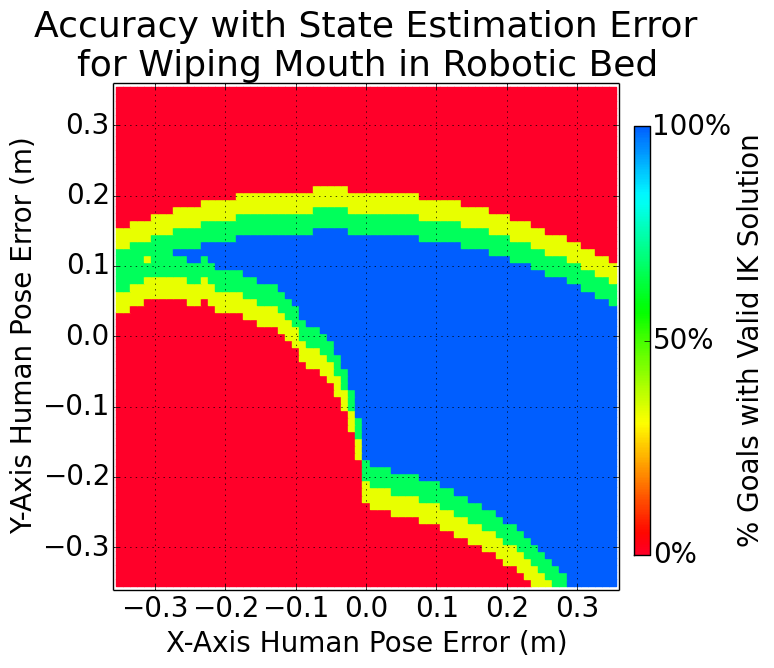 Accuracy with State Estimation Error
for Wiping Mouth in Robotic Bed
Y-Axis Human Pose Error (m)
0.3
0.2
0.1
0.0
−0.1
−0.2
−0.3
−0.3 −0.2 −0.1 0.0 0.1 0.2 0.3
X-Axis Human Pose Error (m)
100%
50%
0%
% Goals with Valid IK Solution